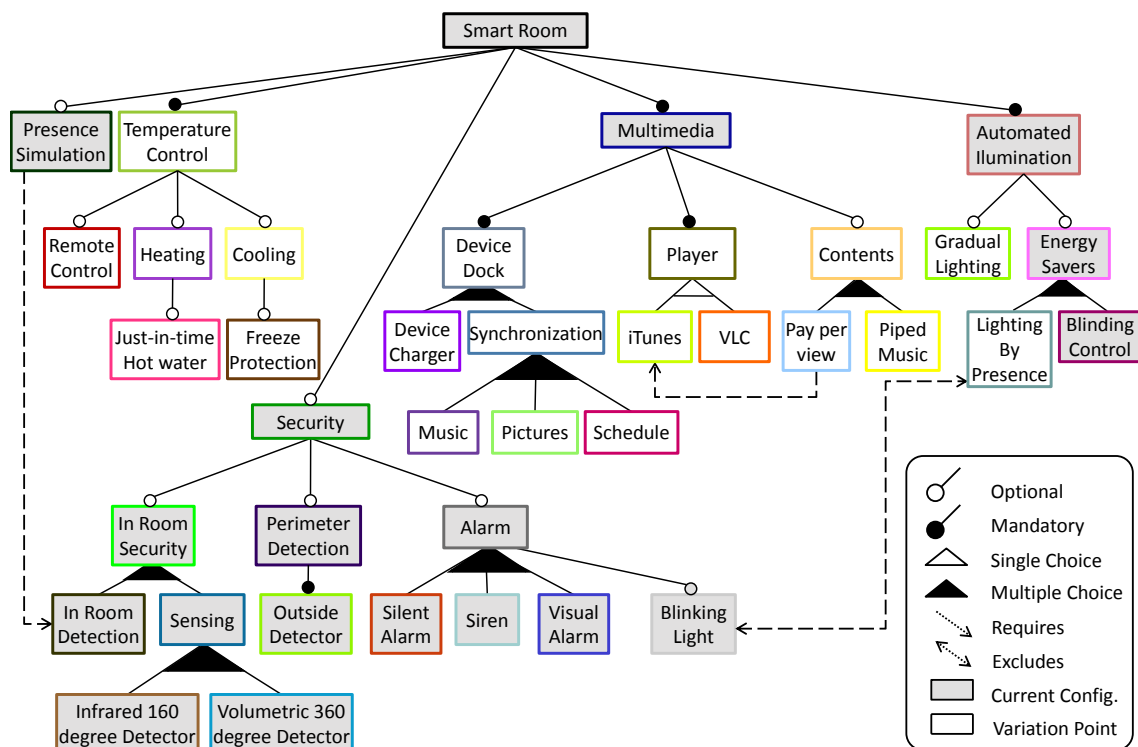 Smart Room
Presence
Simulation
Temperature
Control
Multimedia
Automated
Ilumination
Remote
Control
Heating
Cooling
Device
Dock
Player
Contents
Gradual
Lighting
Energy
Savers
Just-in-time
Hot water
Freeze
Protection
Device
Charger
Synchronization
iTunes
VLC
Pay per
view
Piped
Music
Lighting
By
Presence
Blinding
Control
Security
Music
Pictures
Schedule
In Room
Security
Perimeter
Detection
Alarm
In Room
Detection
Sensing
Outside
Detector
Silent
Alarm
Siren
Visual
Alarm
Blinking
Light
Infrared 160
degree Detector
Volumetric 360
degree Detector
Optional
Mandatory
Single Choice
Multiple Choice
Requires
Excludes
Current Config.
Variation Point